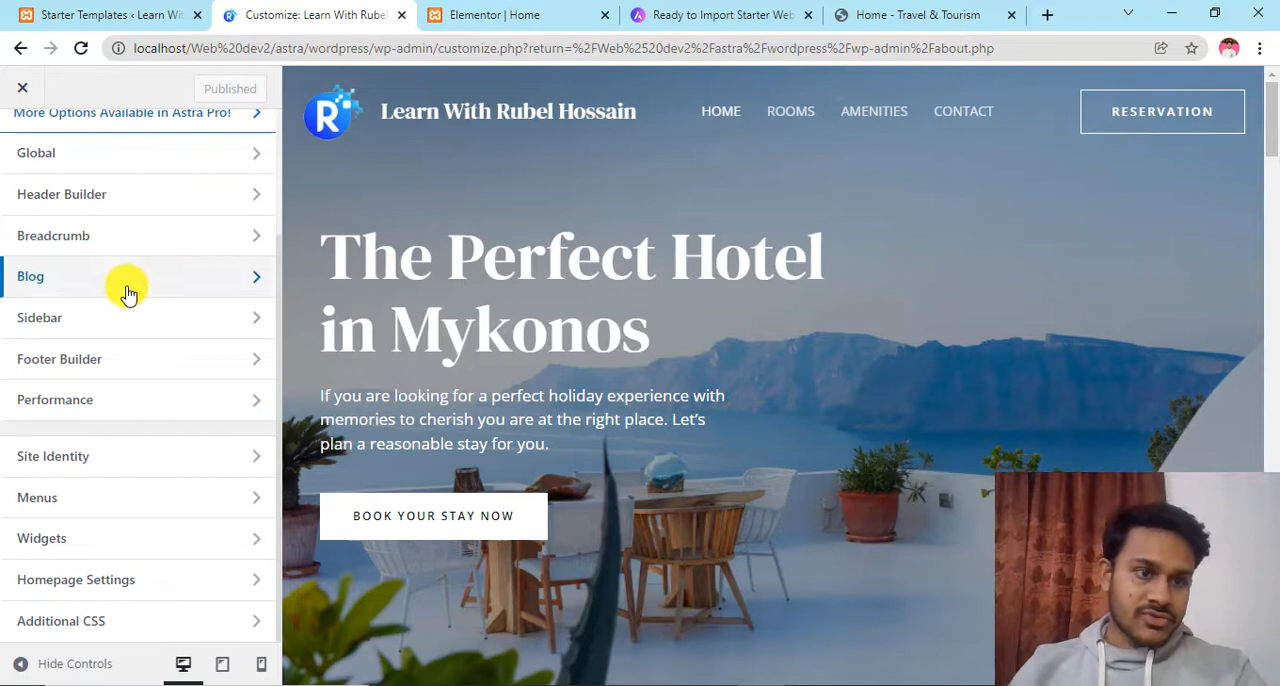 Starter Templates ‹ Learn Wit
Customize: Learn With Rubel
Elementor | Home
Ready to Import Starter Web
Home - Travel & Tourism
localhost/Web%20dev2/astra/wordpress/wp-admin/customize.php?return=%2FWeb%2520dev2%2Fastra%2Fwordpress%2Fwp-admin%2Fabout.php
Published
More Options Available in Astra Pro!
Global
Header Builder
Breadcrumb
Blog
Sidebar
Footer Builder
Performance
Site Identity
Menus
Widgets
Homepage Settings
Additional CSS
Hide Controls
R
Learn With Rubel Hossain
HOME
ROOMS
AMENITIES
CONTACT
RESERVATION
The Perfect Hotel
in Mykonos
If you are looking for a perfect holiday experience with
memories to cherish you are at the right place. Let’s
plan a reasonable stay for you.
BOOK YOUR STAY NOW